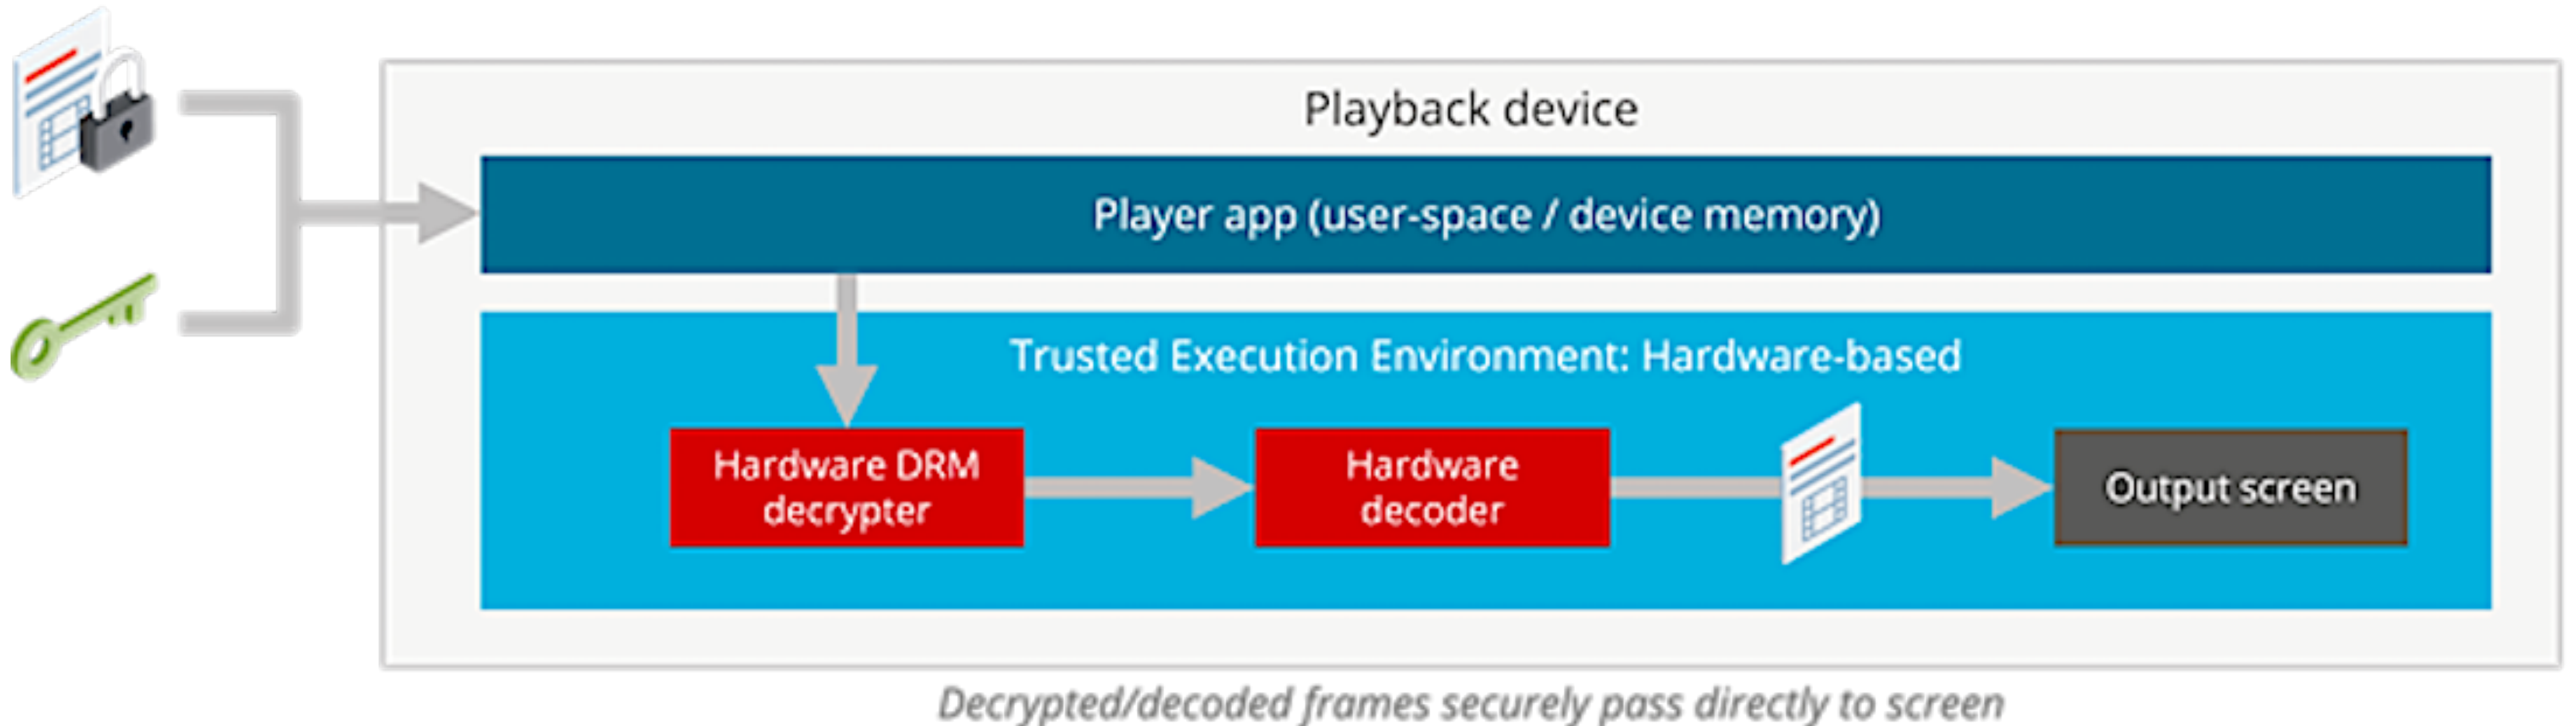 Playback device
Player app (user-space / device memory)
Trusted Execution Environment: Hardware-based
Hardware DRM
decrypter
Hardware
decoder
Output screen
Decrypted/decoded frames securely pass directly to screen